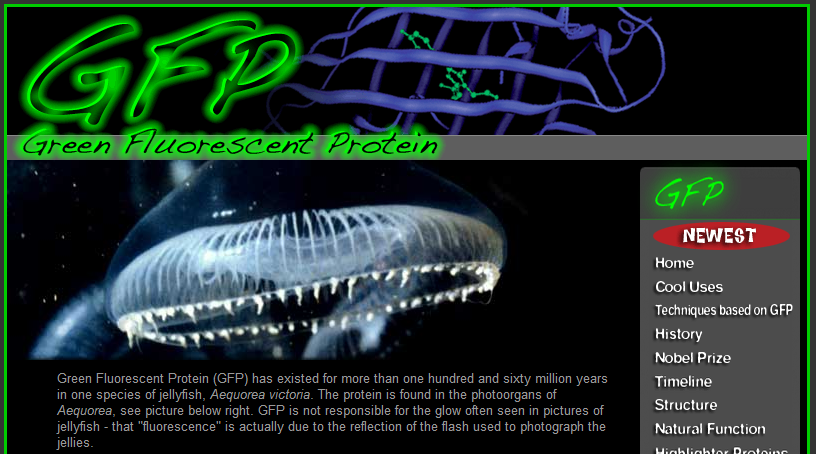 GFP
Green Fluorescent Protein
GFP
NEWEST
Home
Cool Uses
Techniques based on GFP
History
Nobel Prize
Timeline
Structure
Natural Function
Highlighter Proteins
Green Fluorescent Protein (GFP) has existed for more than one hundred and sixty million years
in one species of jellyfish, Aequorea victoria. The protein is found in the photoorgans of
Aequorea, see picture below right. GFP is not responsible for the glow often seen in pictures of
jellyfish - that "fluorescence" is actually due to the reflection of the flash used to photograph the
jellies.